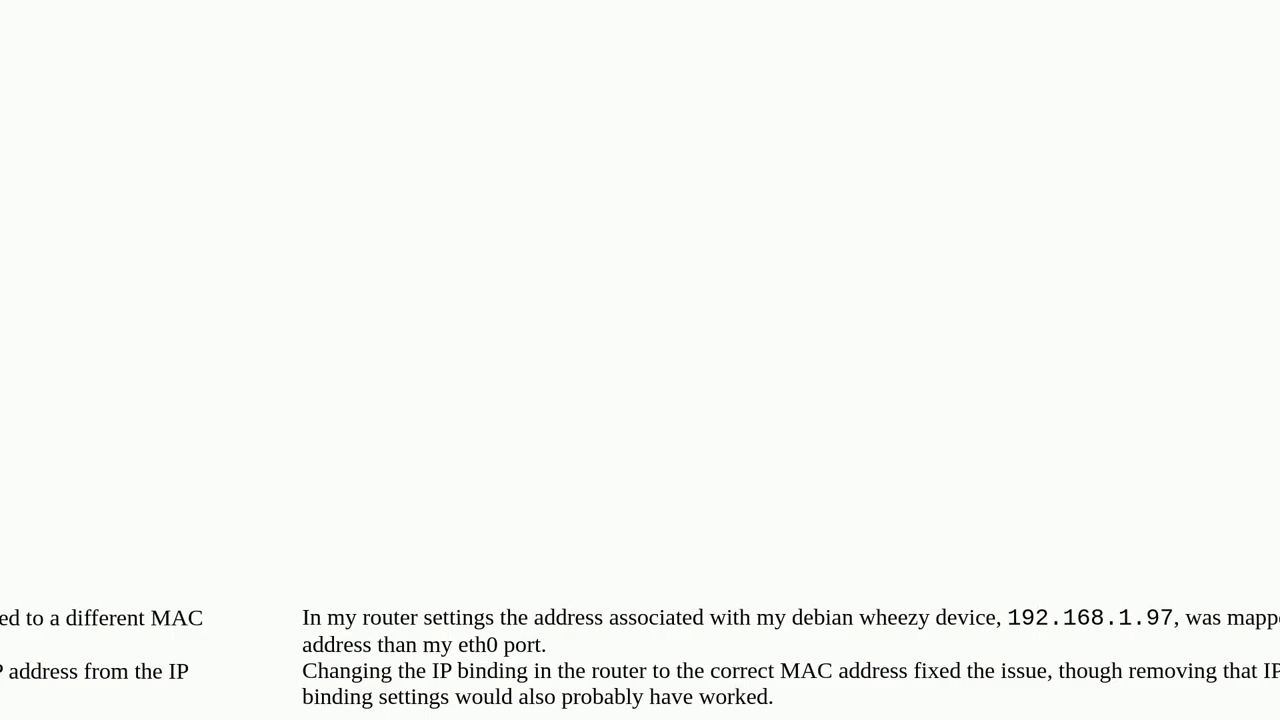 ed to a different MAC
address from the IP
In my router settings the address associated with my debian wheezy device, 192.168.1.97, was mappe
address than my eth0 port.
Changing the IP binding in the router to the correct MAC address fixed the issue, though removing that IP
binding settings would also probably have worked.